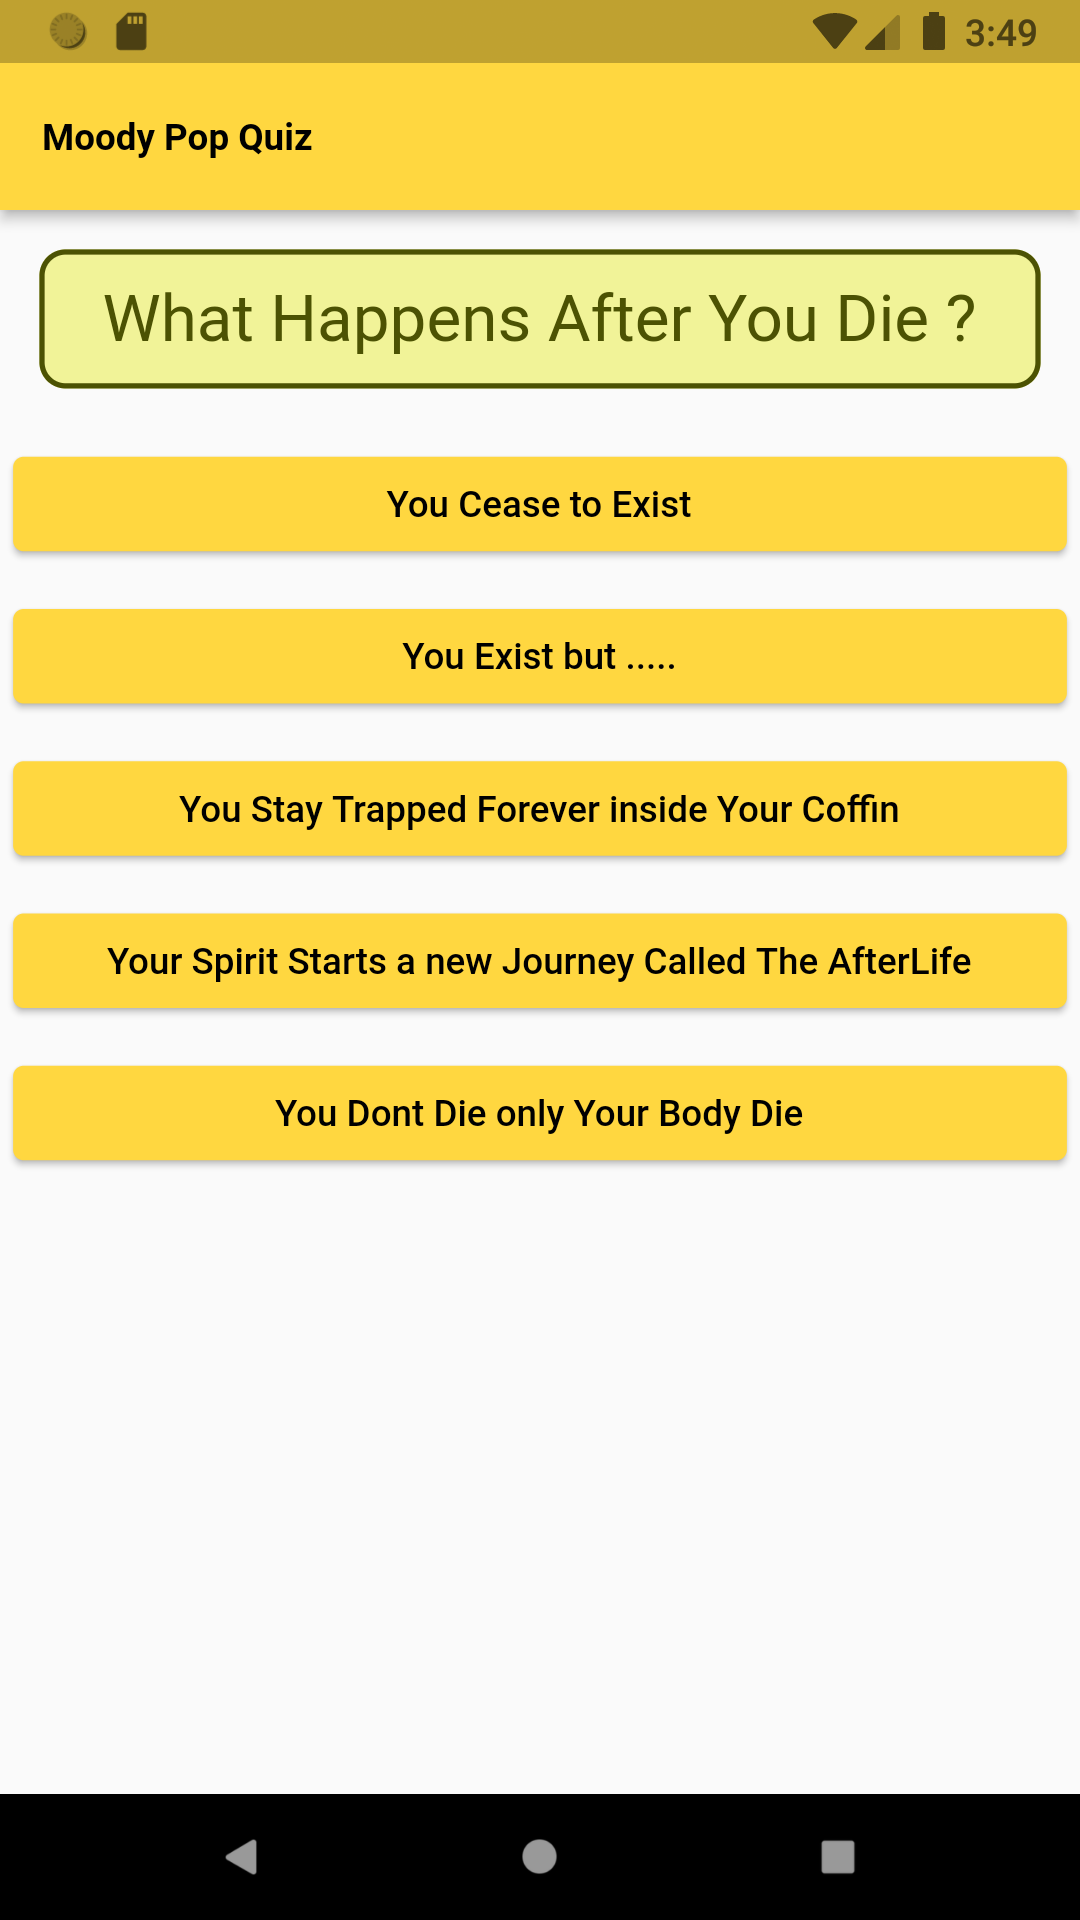 3:49
Moody Pop Quiz
What Happens After You Die ?
You Cease to Exist
You Exist but .....
You Stay Trapped Forever inside Your Coffin
Your Spirit Starts a new Journey Called The AfterLife
You Dont Die only Your Body Die